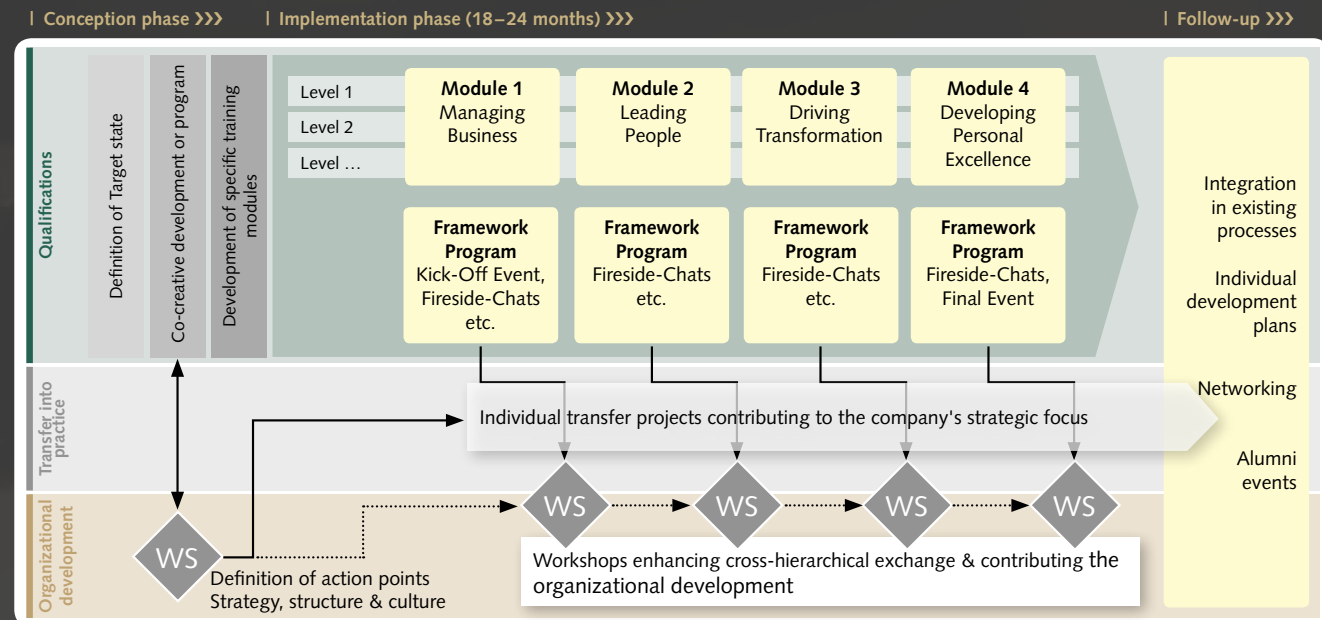 Conception phase ❯❯❯
Implementation phase (18–24 months) ❯❯❯
Follow-up ❯❯❯
Qualifications
Definition of Target state
Co-creative development or program
Development of specific training
modules
Level 1
Level 2
Level …
Module 1
Managing
Business
Module 2
Leading
People
Module 3
Driving
Transformation
Module 4
Developing
Personal
Excellence
Framework
Program
Kick-Off Event,
Fireside-Chats
etc.
Framework
Program
Fireside-Chats
etc.
Framework
Program
Fireside-Chats
etc.
Framework
Program
Fireside-Chats,
Final Event
Integration
in existing
processes
Individual
development
plans
Networking
Alumni
events
Transfer into
practice
Individual transfer projects contributing to the company's strategic focus
Organizational
development
WS
Definition of action points
Strategy, structure & culture
WS
WS
WS
WS
Workshops enhancing cross-hierarchical exchange & contributing the
organizational development